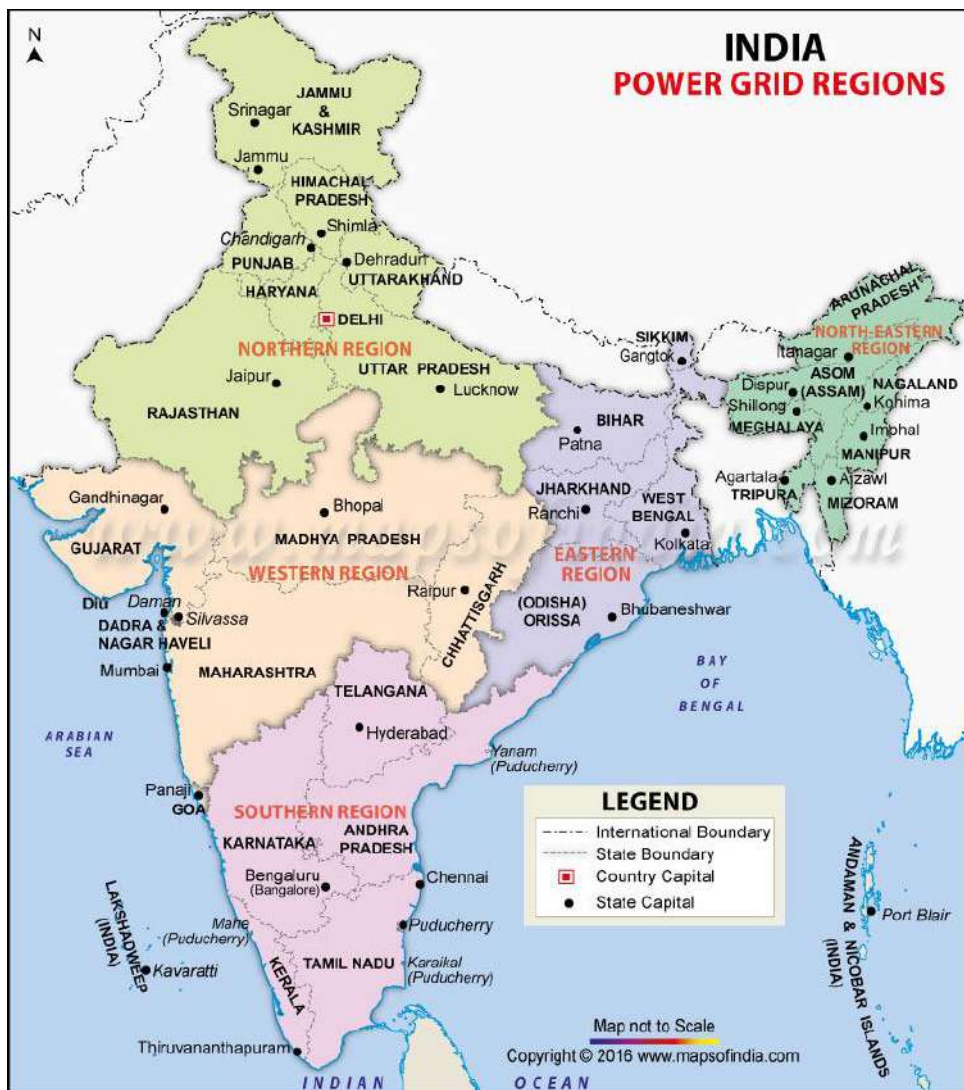 N
INDIA
POWER GRID REGIONS
JAMMU
&
KASHMIR
Srinagar
Jammu
HIMACHAL
PRADESH
Shimla
Chandigarh
PUNJAB
Dehradun
UTTARAKHAND
HARYANA
DELHI
NORTHERN REGION
UTTAR PRADESH
Jaipur
Lucknow
RAJASTHAN
ARUNACHAL
PRADESH
NORTH-EASTERN
REGION
Itanagar
SIKKIM
Gangtok
ASOM
(ASSAM)
Dispur
NAGALAND
Shillong
Kohima
MEGHALAYA
Imphal
MANIPUR
Agartala
Aizawl
TRIPURA
MIZORAM
BIHAR
Patna
JHARKHAND
Ranchi
WEST
BENGAL
Kolkata
EASTERN
REGION
(ODISHA)
ORISSA
Bhubaneshwar
Gandhinagar
Bhopal
MADHYA PRADESH
GUJARAT
WESTERN REGION
Raipur
CHHATTISGARH
Diu
Daman
Silvassa
DADRA &
NAGAR HAVELI
Mumbai
MAHARASHTRA
TELANGANA
Hyderabad
BAY
OF
BENGAL
ARABIAN
SEA
Yanam
(Puducherry)
Panaji
GOA
SOUTHERN REGION
KARNATAKA
ANDHRA
PRADESH
Bengaluru
(Bangalore)
Chennai
Mahe
(Puducherry)
Puducherry
LAKSHADWEEP
(INDIA)
Kavaratti
TAMIL NADU
Karaikal
(Puducherry)
KERALA
Thiruvananthapuram
LEGEND
International Boundary
State Boundary
Country Capital
State Capital
ANDAMAN & NICOBAR ISLANDS
(INDIA)
Port Blair
Map not to Scale
Copyright © 2016 www.mapsofindia.com
INDIAN OCEAN